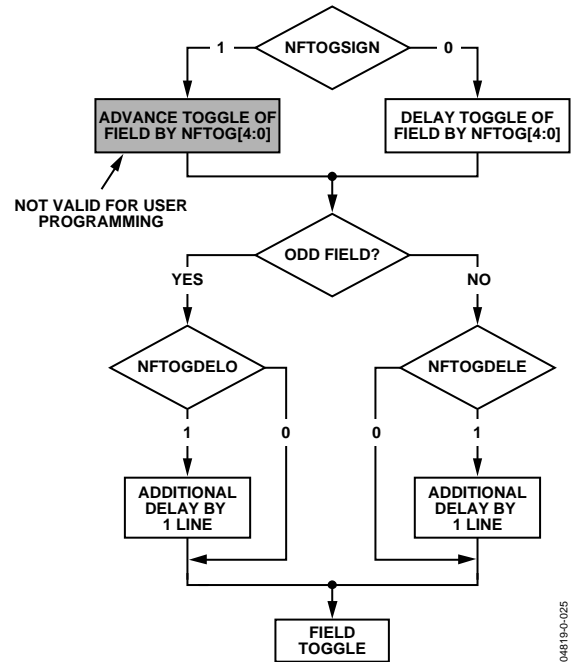 NFTOGSIGN
1
0
ADVANCE TOGGLE OF
FIELD BY NFTOG[4:0]
DELAY TOGGLE OF
FIELD BY NFTOG[4:0]
NOT VALID FOR USER
PROGRAMMING
ODD FIELD?
YES
NO
NFTOGDELO
NFTOGDELE
1
0
0
1
ADDITIONAL
DELAY BY
1 LINE
ADDITIONAL
DELAY BY
1 LINE
FIELD
TOGGLE
04819-0-025